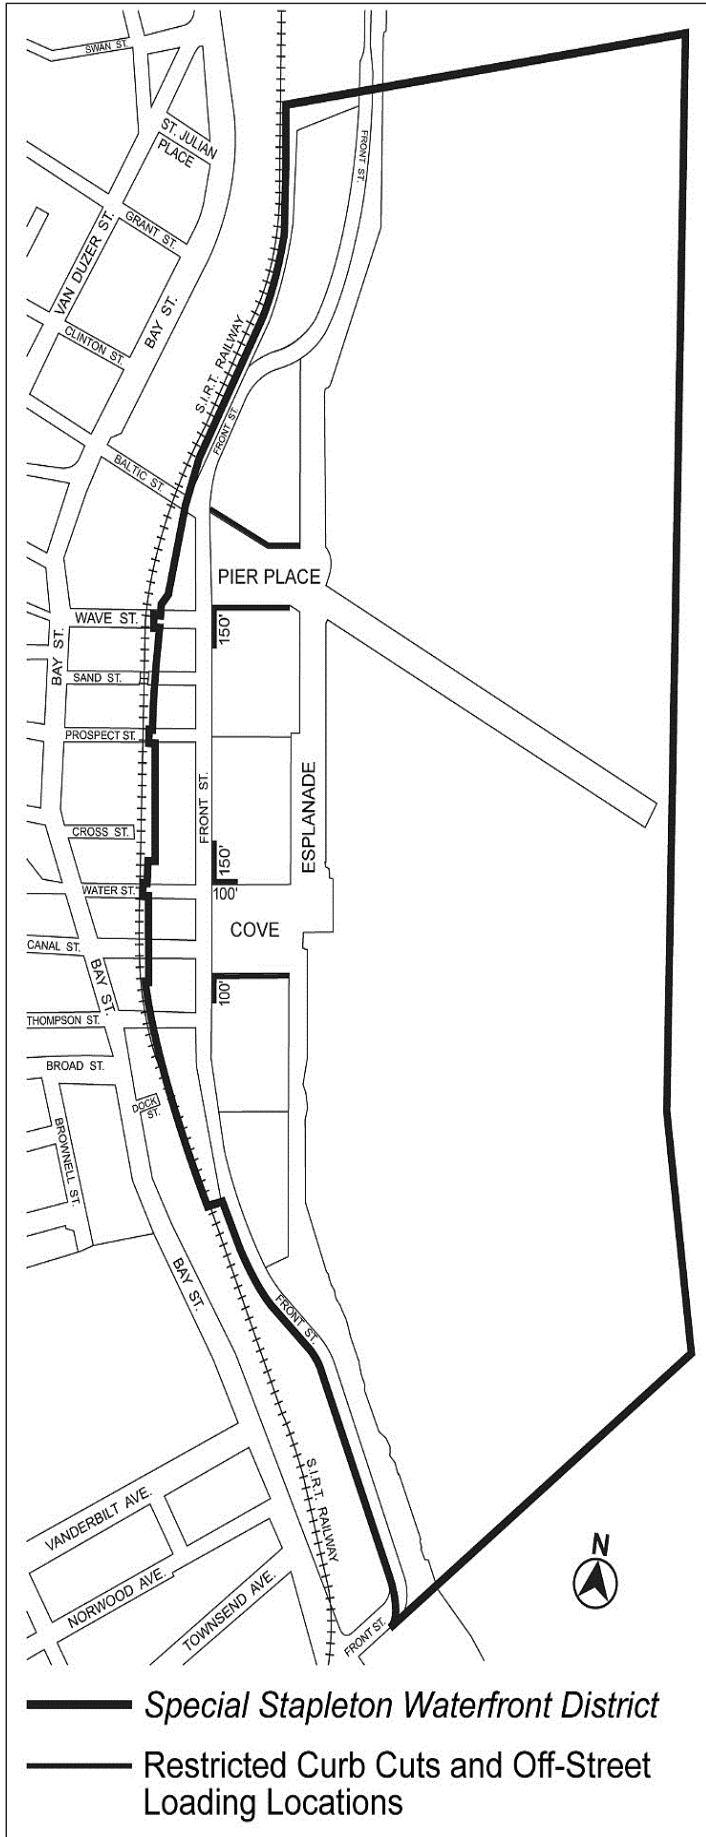 SWAN ST.
ST. JULIAN
PLACE
FRONT ST.
GRANT ST.
VAN DUZER ST.
BAY ST.
CLINTON ST.
S.I.R.T. RAILWAY
FRONT ST.
BALTIC ST.
PIER PLACE
WAVE ST.
150'
BAY ST.
SAND ST.
PROSPECT ST.
FRONT ST.
ESPLANADE
CROSS ST.
150'
WATER ST.
100'
COVE
CANAL ST.
BAY ST.
100'
THOMPSON ST.
BROAD ST.
DOCK
ST.
BROWNELL ST.
BAY ST.
FRONT ST.
S.I.R.T. RAILWAY
VANDERBILT AVE.
N
NORWOOD AVE.
TOWNSEND AVE.
FRONT ST.
Special Stapleton Waterfront District
Restricted Curb Cuts and Off-Street
Loading Locations